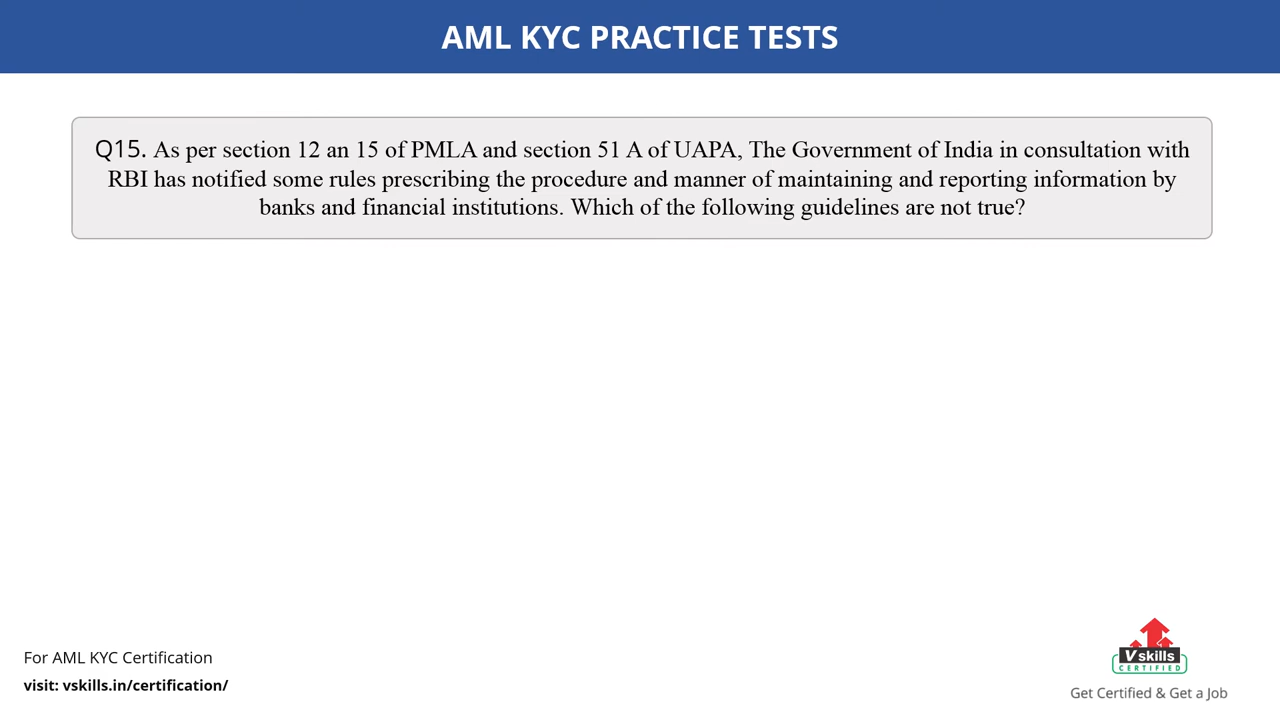 AML KYC PRACTICE TESTS
Q15. As per section 12 an 15 of PMLA and section 51 A of UAPA, The Government of India in consultation with
RBI has notified some rules prescribing the procedure and manner of maintaining and reporting information by
banks and financial institutions. Which of the following guidelines are not true?
For AML KYC Certification
visit: vskills.in/certification/
Vskills
CERTIFIED
Get Certified & Get a Job